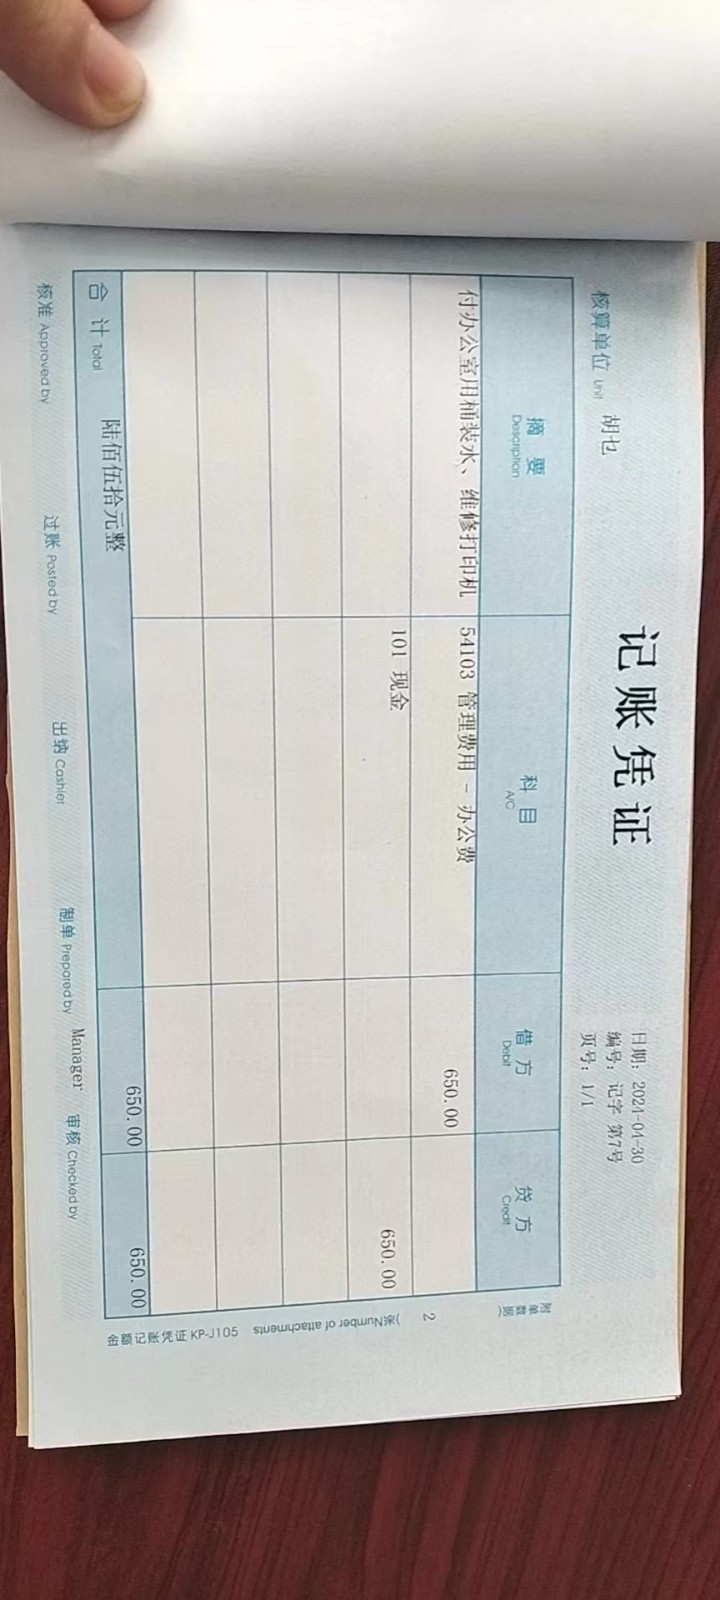 记账凭证
核算单位 Unit 胡乜
日期: 2021-04-30
编号: 记字 第7号
页号: 1/1
摘要 Description 科目 A/C 借方 Debit 贷方 Credit
付办公室用桶装水、维修打印机 54103 管理费用 - 办公费 650.00
101 现金 650.00
合计 Total 陆佰伍拾元整 650.00 650.00
核准 Approved by 过账 Posted by 出纳 Cashier 制单 Prepared by Manager 审核 Checked by
附单据数(
2
张Number of attachments)
金额记账凭证 KP-J105